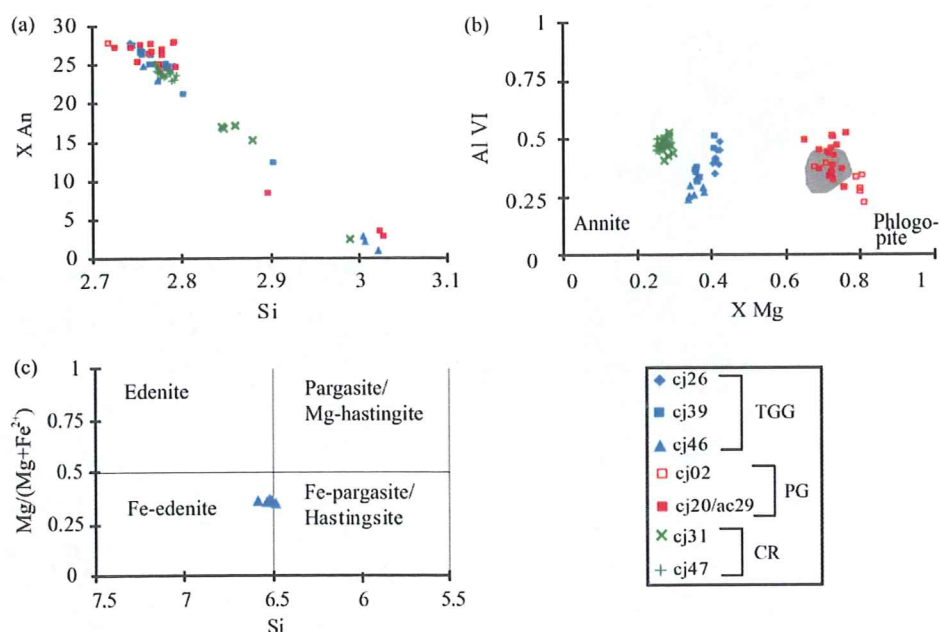 (a)
30
25
20
15
10
5
0
X An
2.7 2.8 2.9 3 3.1
Si
(b)
1
0.75
0.5
0.25
0
Al VI
Annite
Phlogo-
pite
0 0.2 0.4 0.6 0.8 1
X Mg
(c)
1
0.75
0.5
0.25
0
Mg/(Mg+Fe2+)
Edenite
Pargasite/
Mg-hastingite
Fe-edenite
Fe-pargasite/
Hastingsite
7.5 7 6.5 6 5.5
Si
cj26
cj39
cj46
TGG
cj02
cj20/ac29
PG
cj31
cj47
CR